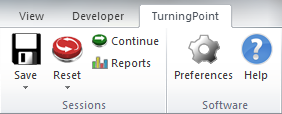 View Developer TurningPoint
Save Reset Continue Reports Preferences Help
Sessions Software